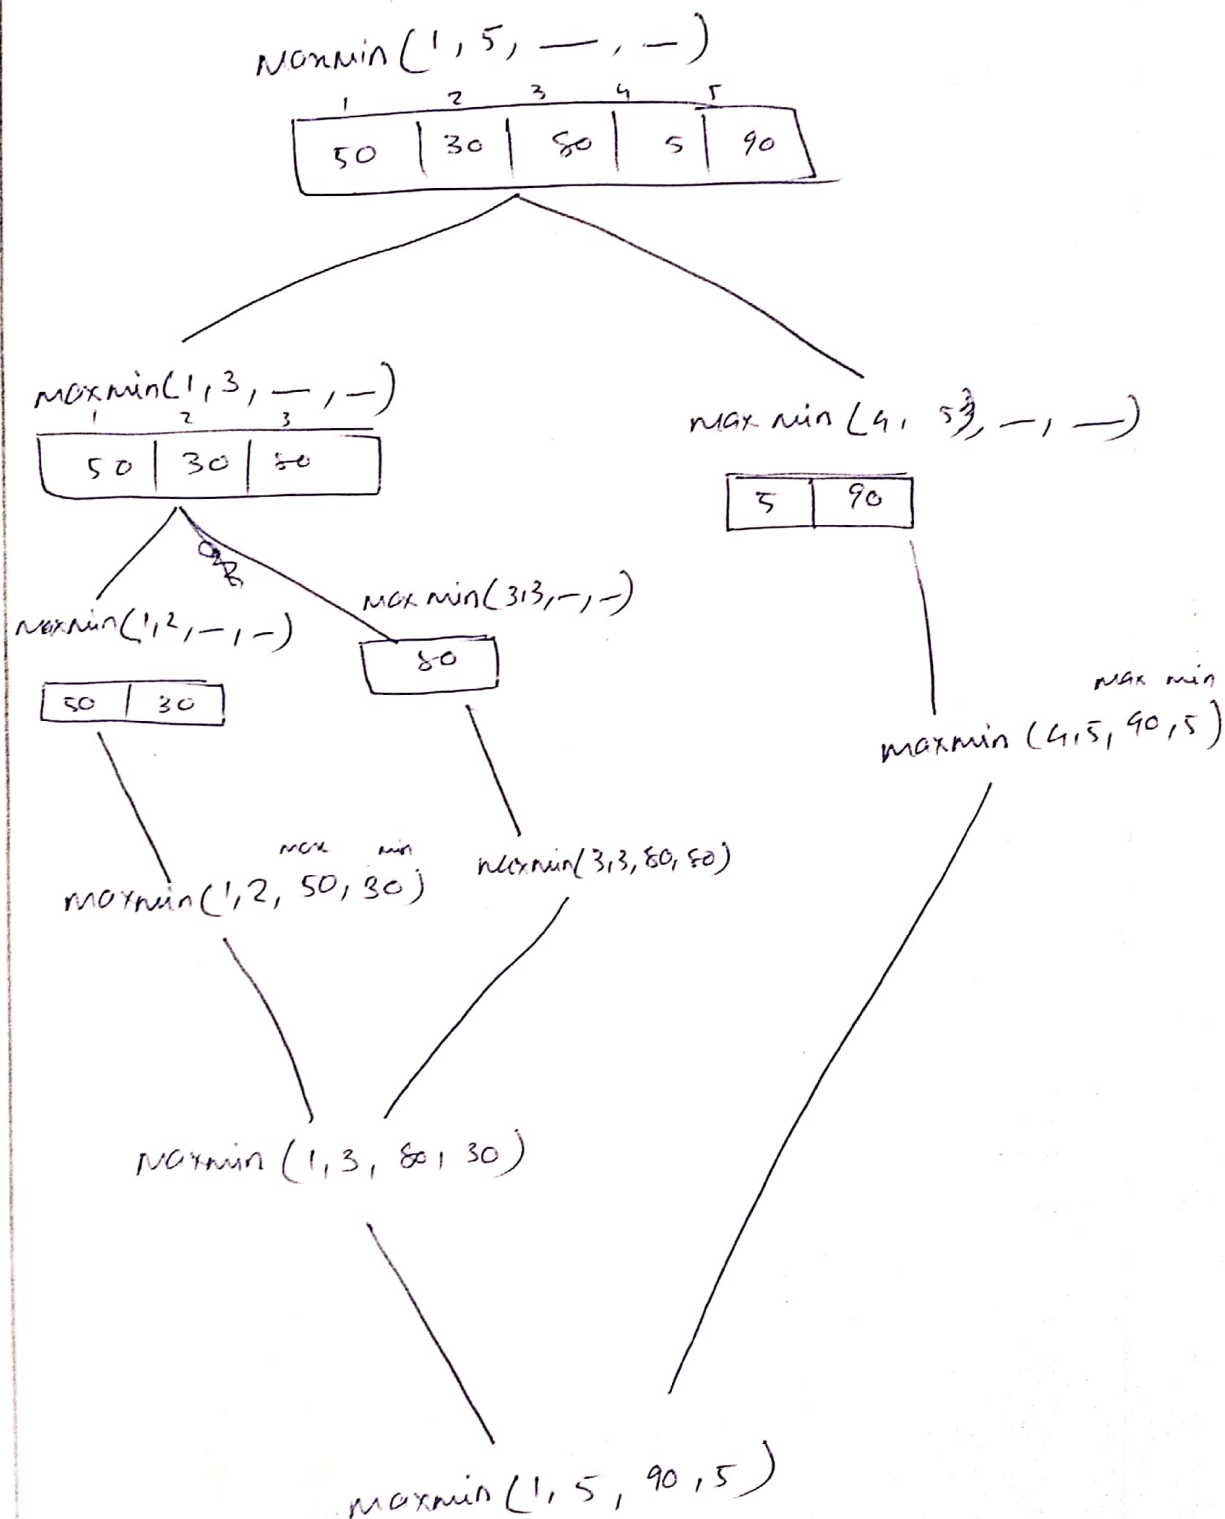 maxmin (1, 5, —, —)
1 2 3 4 5
50 30 80 5 90
maxmin(1, 3, —, —)
1 2 3
50 30 80
max min (4, 5, —, —)
5 90
maxmin(1,2, —, —)
50 30
max min(3,3, —, —)
80
max min
maxmin (4,5, 90, 5)
max min
maxmin(1,2, 50, 30)
maxmin(3,3, 80, 80)
maxmin (1, 3, 80, 30)
maxmin (1, 5, 90, 5)